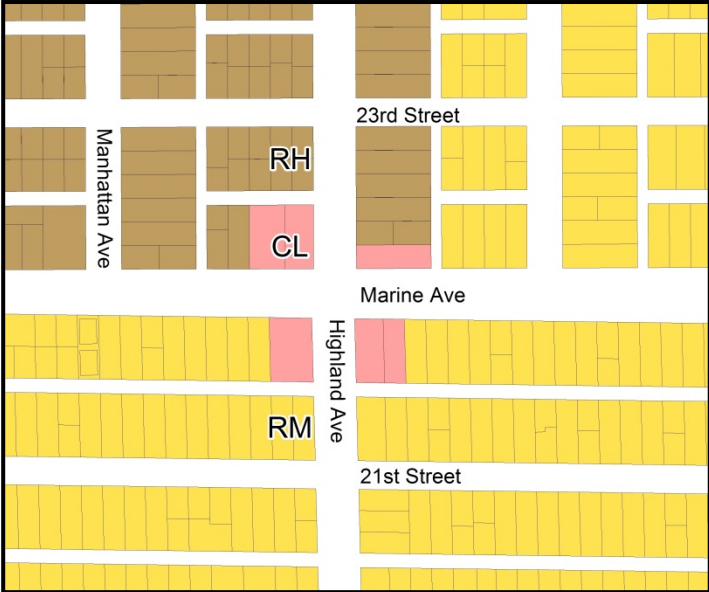 23rd Street
Manhattan Ave
RH
CL
Marine Ave
Highland Ave
RM
21st Street